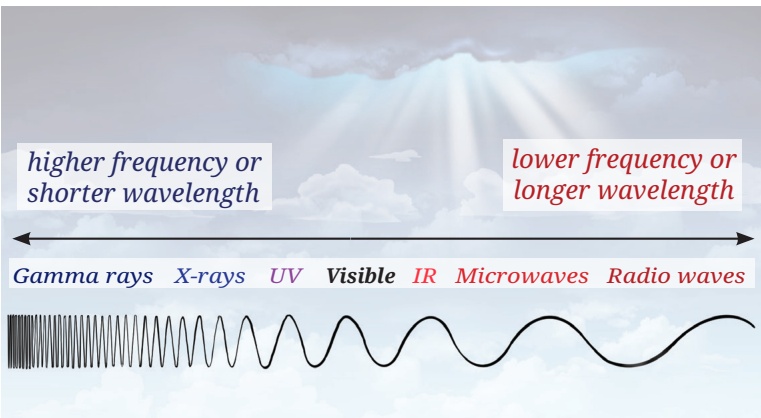 higher frequency or
shorter wavelength
lower frequency or
longer wavelength
Gamma rays X-rays UV Visible IR Microwaves Radio waves